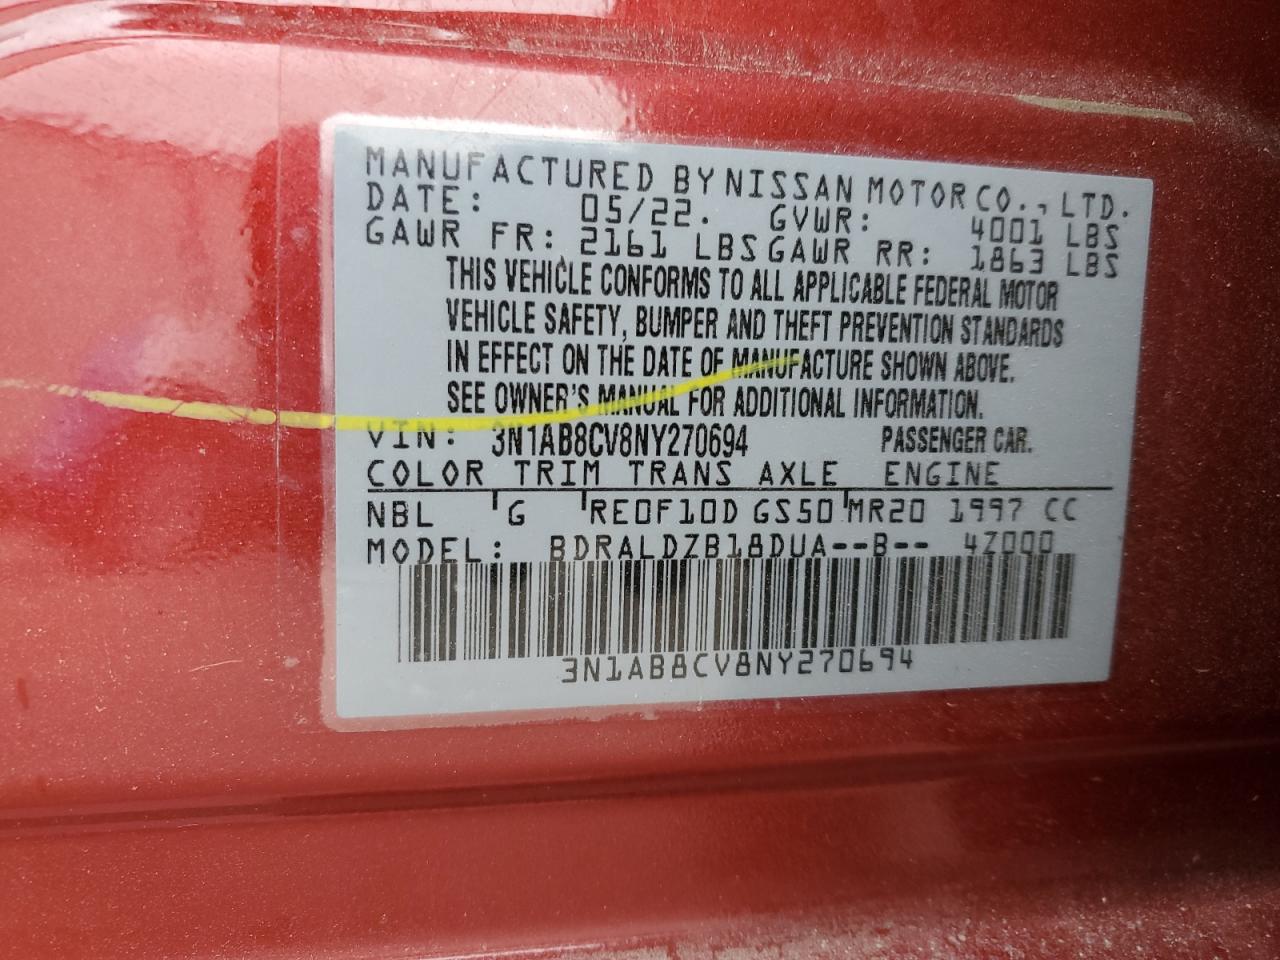 MANUFACTURED BY NISSAN MOTOR CO., LTD.
DATE: 05/22. GVWR: 4001 LBS
GAWR FR: 2161 LBS GAWR RR: 1863 LBS
THIS VEHICLE CONFORMS TO ALL APPLICABLE FEDERAL MOTOR
VEHICLE SAFETY, BUMPER AND THEFT PREVENTION STANDARDS
IN EFFECT ON THE DATE OF MANUFACTURE SHOWN ABOVE.
SEE OWNER'S MANUAL FOR ADDITIONAL INFORMATION.
VIN: 3N1AB8CV8NY270694 PASSENGER CAR.
COLOR TRIM TRANS AXLE ENGINE
NBL G RE0F10D GS50 MR20 1997 CC
MODEL: BDRALDZB18DUA--B-- 4Z000
3N1AB8CV8NY270694